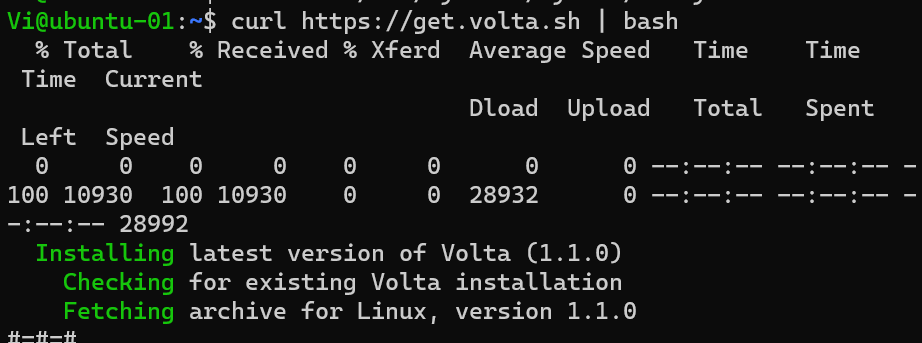 Vi@ubuntu-01:~$ curl https://get.volta.sh | bash
  % Total    % Received % Xferd  Average Speed   Time    Time
 Time  Current
                                 Dload  Upload   Total   Spent
 Left  Speed
  0     0    0     0    0     0      0      0 --:--:-- --:--:-- -
100 10930  100 10930    0     0  28932      0 --:--:-- --:--:-- -
-:--:-- 28992
  Installing latest version of Volta (1.1.0)
    Checking for existing Volta installation
    Fetching archive for Linux, version 1.1.0
#=#=#